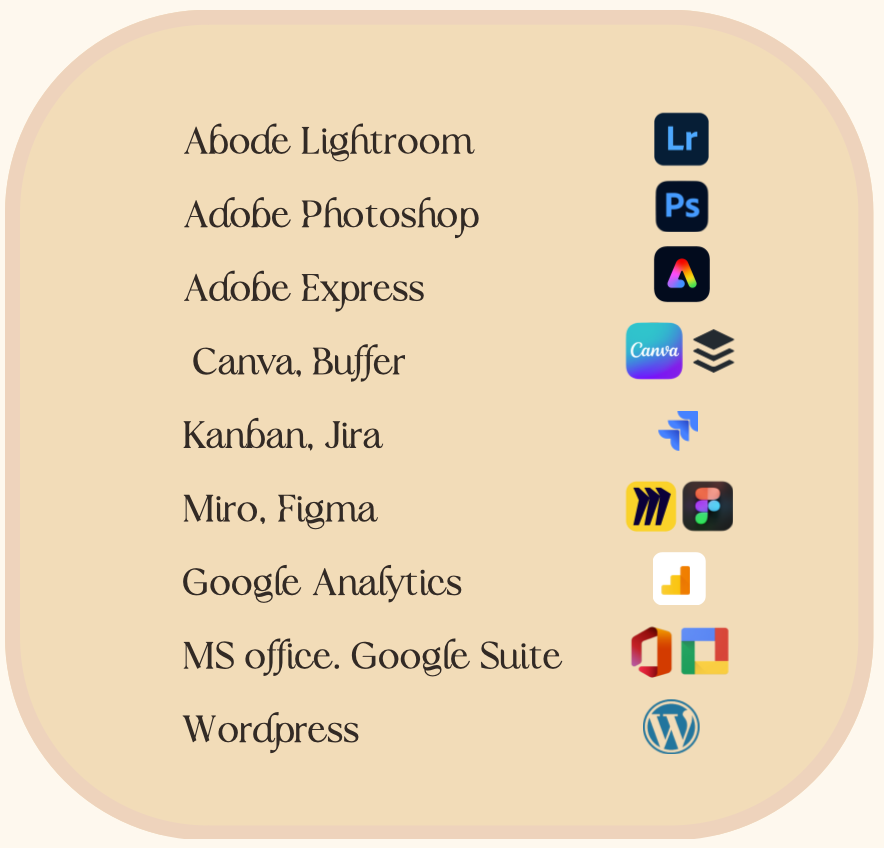 Abode Lightroom
Lr
Adobe Photoshop
Ps
Adobe Express
Canva, Buffer
Canva
Kanban, Jira
Miro, Figma
Google Analytics
MS office. Google Suite
Wordpress
W